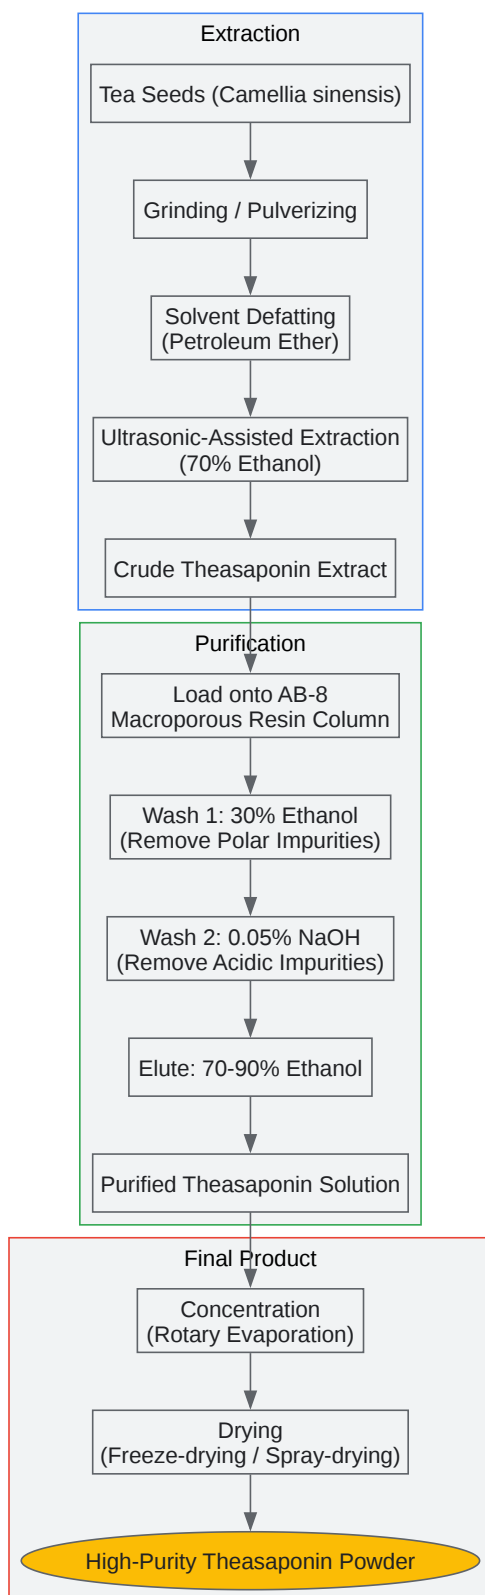 Extraction
Tea Seeds (Camellia sinensis)
Grinding / Pulverizing
Solvent Defatting
(Petroleum Ether)
Ultrasonic-Assisted Extraction
(70% Ethanol)
Crude Theasaponin Extract
Purification
Load onto AB-8
Macroporous Resin Column
Wash 1: 30% Ethanol
(Remove Polar Impurities)
Wash 2: 0.05% NaOH
(Remove Acidic Impurities)
Elute: 70-90% Ethanol
Purified Theasaponin Solution
Final Product
Concentration
(Rotary Evaporation)
Drying
(Freeze-drying / Spray-drying)
High-Purity Theasaponin Powder